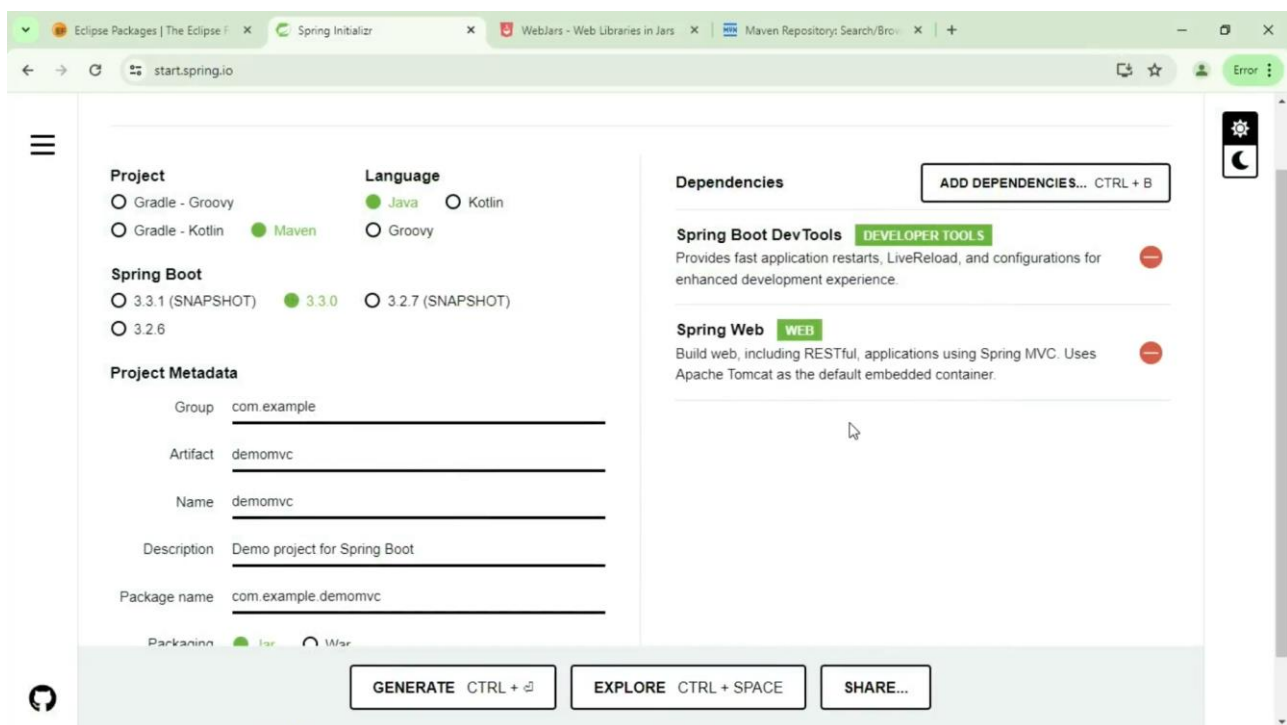 Eclipse Packages | The Eclipse F
Spring Initializr
WebJars - Web Libraries in Jars
Maven Repository: Search/Brow
start.spring.io
Error
Project
Gradle - Groovy
Gradle - Kotlin
Maven
Language
Java
Kotlin
Groovy
Spring Boot
3.3.1 (SNAPSHOT)
3.3.0
3.2.7 (SNAPSHOT)
3.2.6
Project Metadata
Group com.example
Artifact demomvc
Name demomvc
Description Demo project for Spring Boot
Package name com.example.demomvc
Packaging Jar War
Dependencies
ADD DEPENDENCIES... CTRL + B
Spring Boot DevTools DEVELOPER TOOLS
Provides fast application restarts, LiveReload, and configurations for
enhanced development experience.
Spring Web WEB
Build web, including RESTful, applications using Spring MVC. Uses
Apache Tomcat as the default embedded container.
GENERATE CTRL + ⏎
EXPLORE CTRL + SPACE
SHARE...